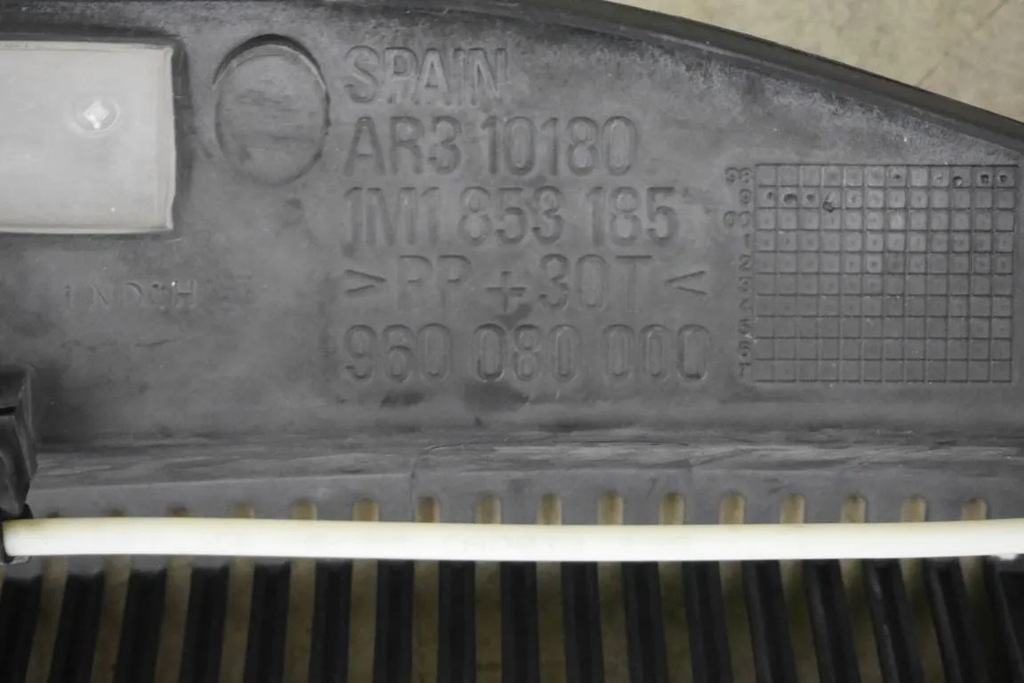 SPAIN
AR3 10180
1M1 853 185
>PP+30T<
960 080 000